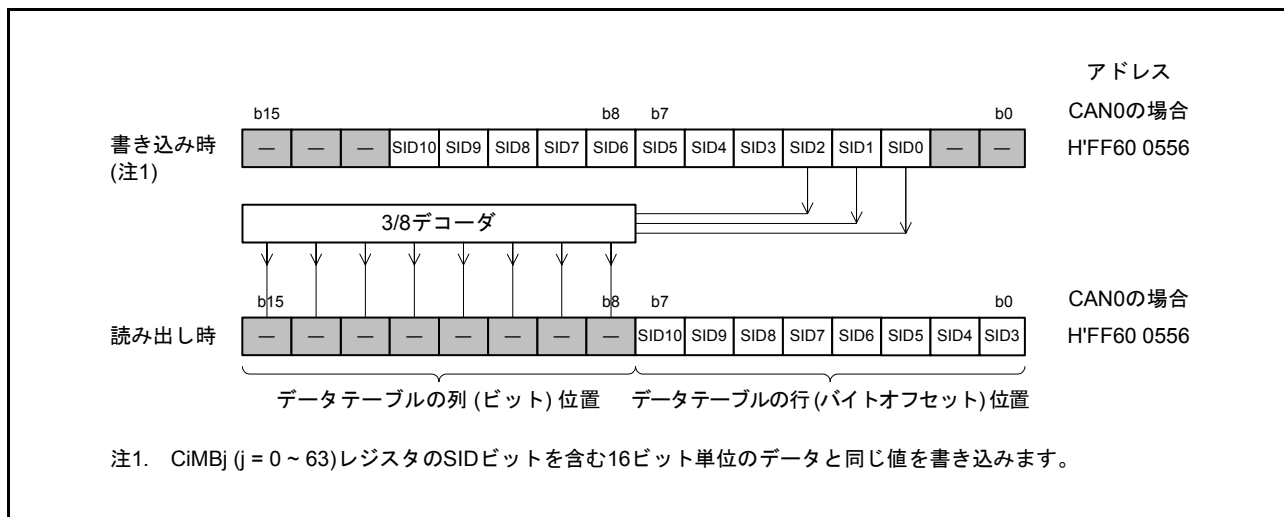 アドレス
b15 b8 b7 b0 CAN0の場合
書き込み時 — — — SID10 SID9 SID8 SID7 SID6 SID5 SID4 SID3 SID2 SID1 SID0 — — H'FF60 0556
(注1)
3/8デコーダ
b15 b8 b7 b0 CAN0の場合
読み出し時 — — — — — — — — SID10 SID9 SID8 SID7 SID6 SID5 SID4 SID3 H'FF60 0556
データテーブルの列 (ビット) 位置 データテーブルの行 (バイトオフセット) 位置
注1. CiMBj (j = 0 ~ 63)レジスタのSIDビットを含む16ビット単位のデータと同じ値を書き込みます。